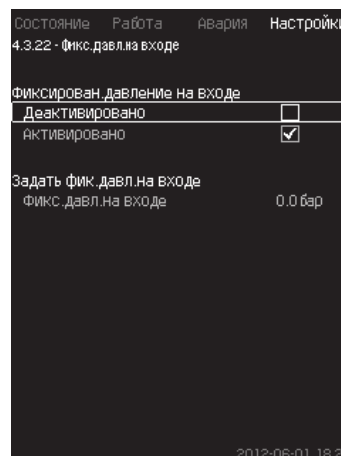 Состояние Работа Авария Настройки
4.3.22 - Фикс.давл.на входе
Фиксирован.давление на входе
Деактивировано
Активировано
Задать фик.давл.на входе
Фикс.давл.на входе 0.0 бар
2012-06-01 18:2